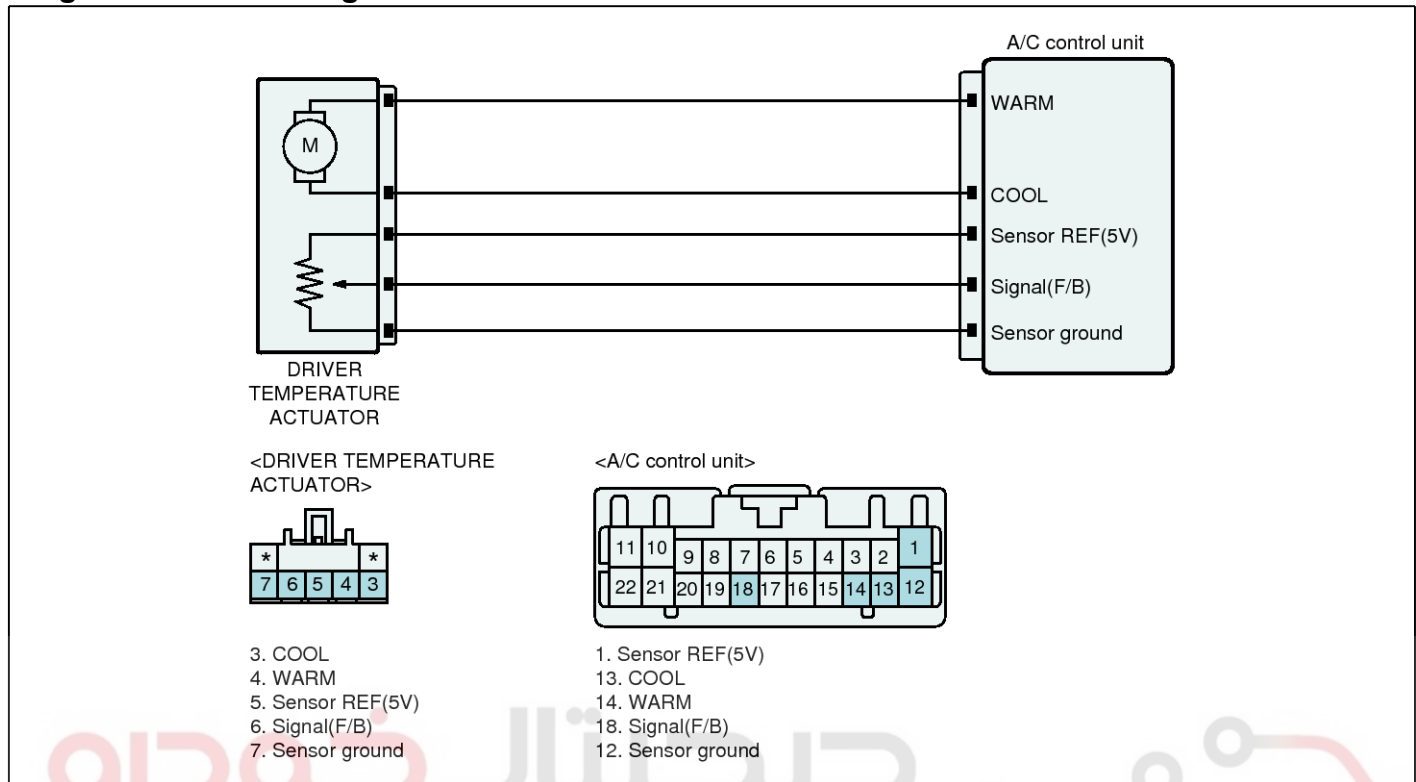 A/C control unit
WARM
M
COOL
Sensor REF(5V)
Signal(F/B)
Sensor ground
DRIVER
TEMPERATURE
ACTUATOR
<DRIVER TEMPERATURE
ACTUATOR>
* *
7 6 5 4 3
3. COOL
4. WARM
5. Sensor REF(5V)
6. Signal(F/B)
7. Sensor ground
<A/C control unit>
11 10 9 8 7 6 5 4 3 2 1
22 21 20 19 18 17 16 15 14 13 12
1. Sensor REF(5V)
13. COOL
14. WARM
18. Signal(F/B)
12. Sensor ground